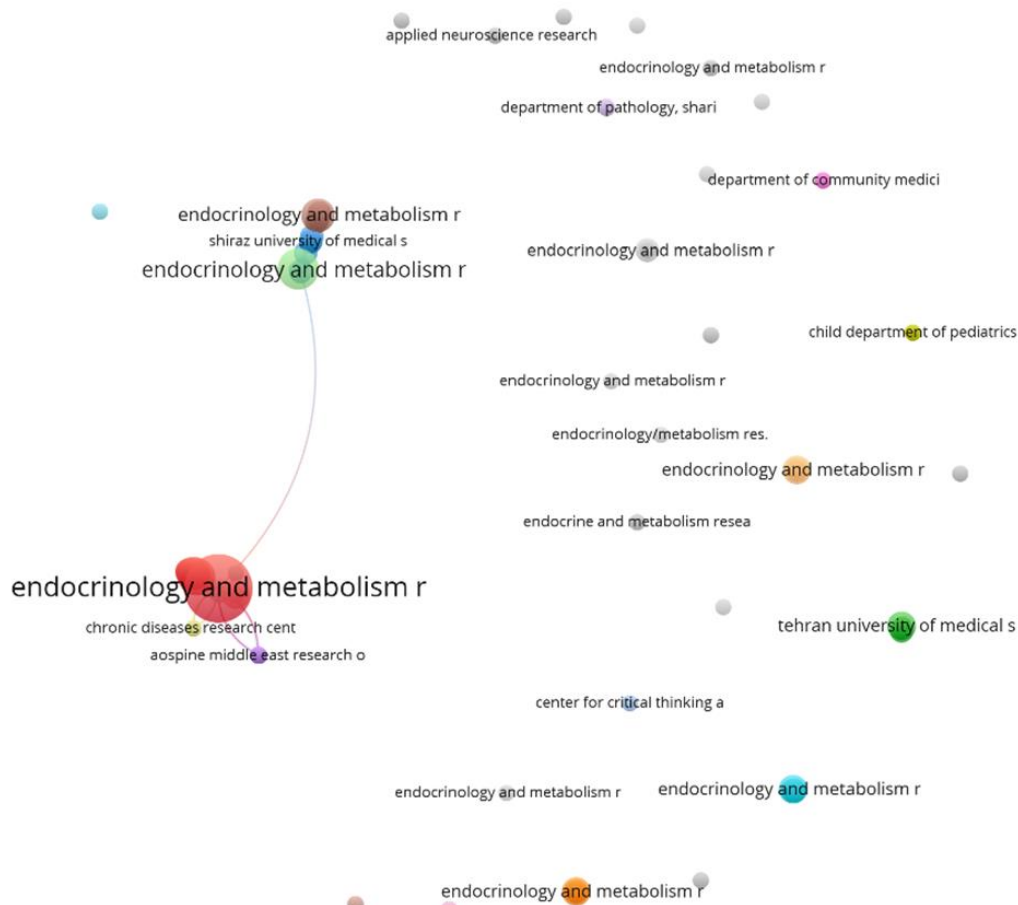 applied neuroscience research
endocrinology and metabolism r
department of pathology, shari
department of community medici
endocrinology and metabolism r
shiraz university of medical s
endocrinology and metabolism r
endocrinology and metabolism r
child department of pediatrics
endocrinology and metabolism r
endocrinology/metabolism res.
endocrinology and metabolism r
endocrine and metabolism resea
endocrinology and metabolism r
chronic diseases research cent
tehran university of medical s
aospine middle east research o
center for critical thinking a
endocrinology and metabolism r
endocrinology and metabolism r
endocrinology and metabolism r